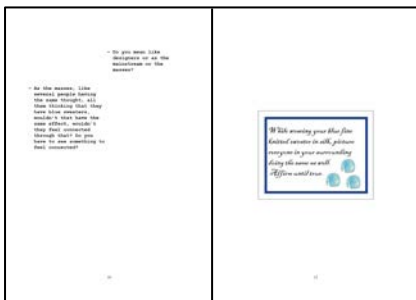 - Do you mean like
designers or as the
mainstream or the
masses?
- As the masses, like
several people having
the same thought, all
them thinking that they
have blue sweaters,
wouldn't that have the
same effect, wouldn't
they feel connected
through that? Do you
have to see something to
feel connected?
While wearing your blue fine
knitted sweater in silk, picture
everyone in your surrounding
doing the same as well.
Affirm until true.